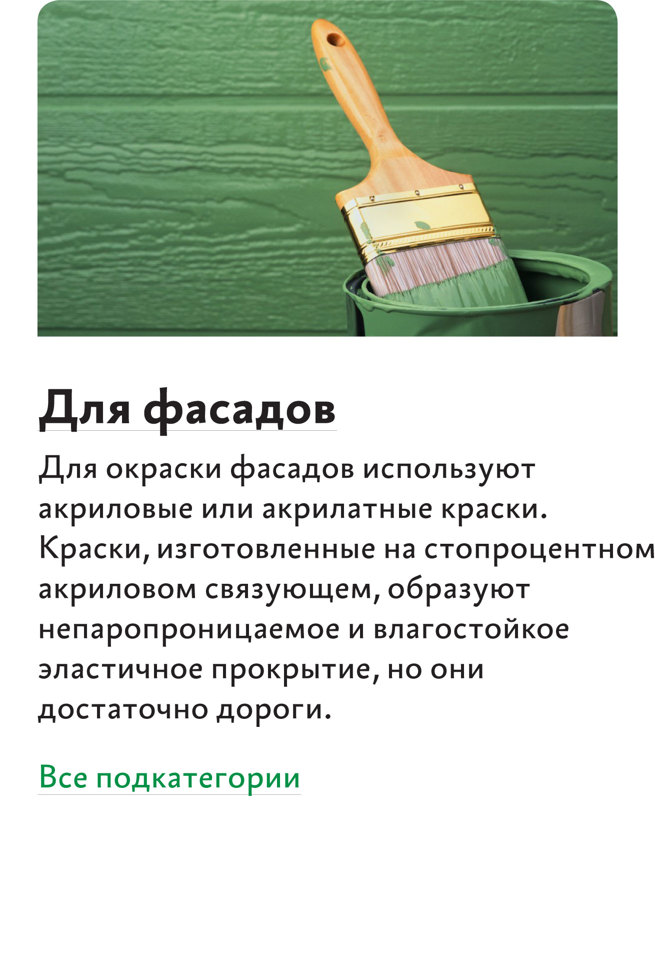 Для фасадов
Для окраски фасадов используют
акриловые или акрилатные краски.
Краски, изготовленные на стопроцентном
акриловом связующем, образуют
непаропроницаемое и влагостойкое
эластичное прокрытие, но они
достаточно дороги.
Все подкатегории